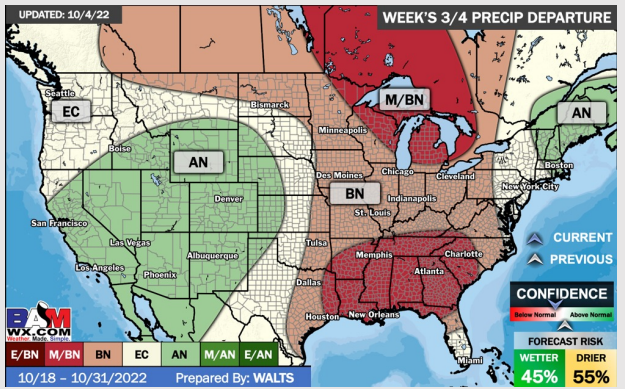 UPDATED: 10/4/22
WEEK'S 3/4 PRECIP DEPARTURE
Seattle
EC
Bismarck
M/BN
AN
Minneapolis
Boise
AN
Boston
Des Moines
Chicago
Cleveland
New York City
Denver
BN
Indianapolis
St. Louis
San Francisco
Las Vegas
Tulsa
CURRENT
Albuquerque
Memphis
Charlotte
PREVIOUS
Los Angeles
Phoenix
Atlanta
Dallas
CONFIDENCE
BAM
Houston
New Orleans
Below Normal
Above Normal
WX.COM
Weather. Made. Simple.
FORECAST RISK
E/BN M/BN BN EC AN M/AN E/AN
Miami
WETTER
DRIER
10/18 - 10/31/2022 Prepared By: WALTS
45%
55%